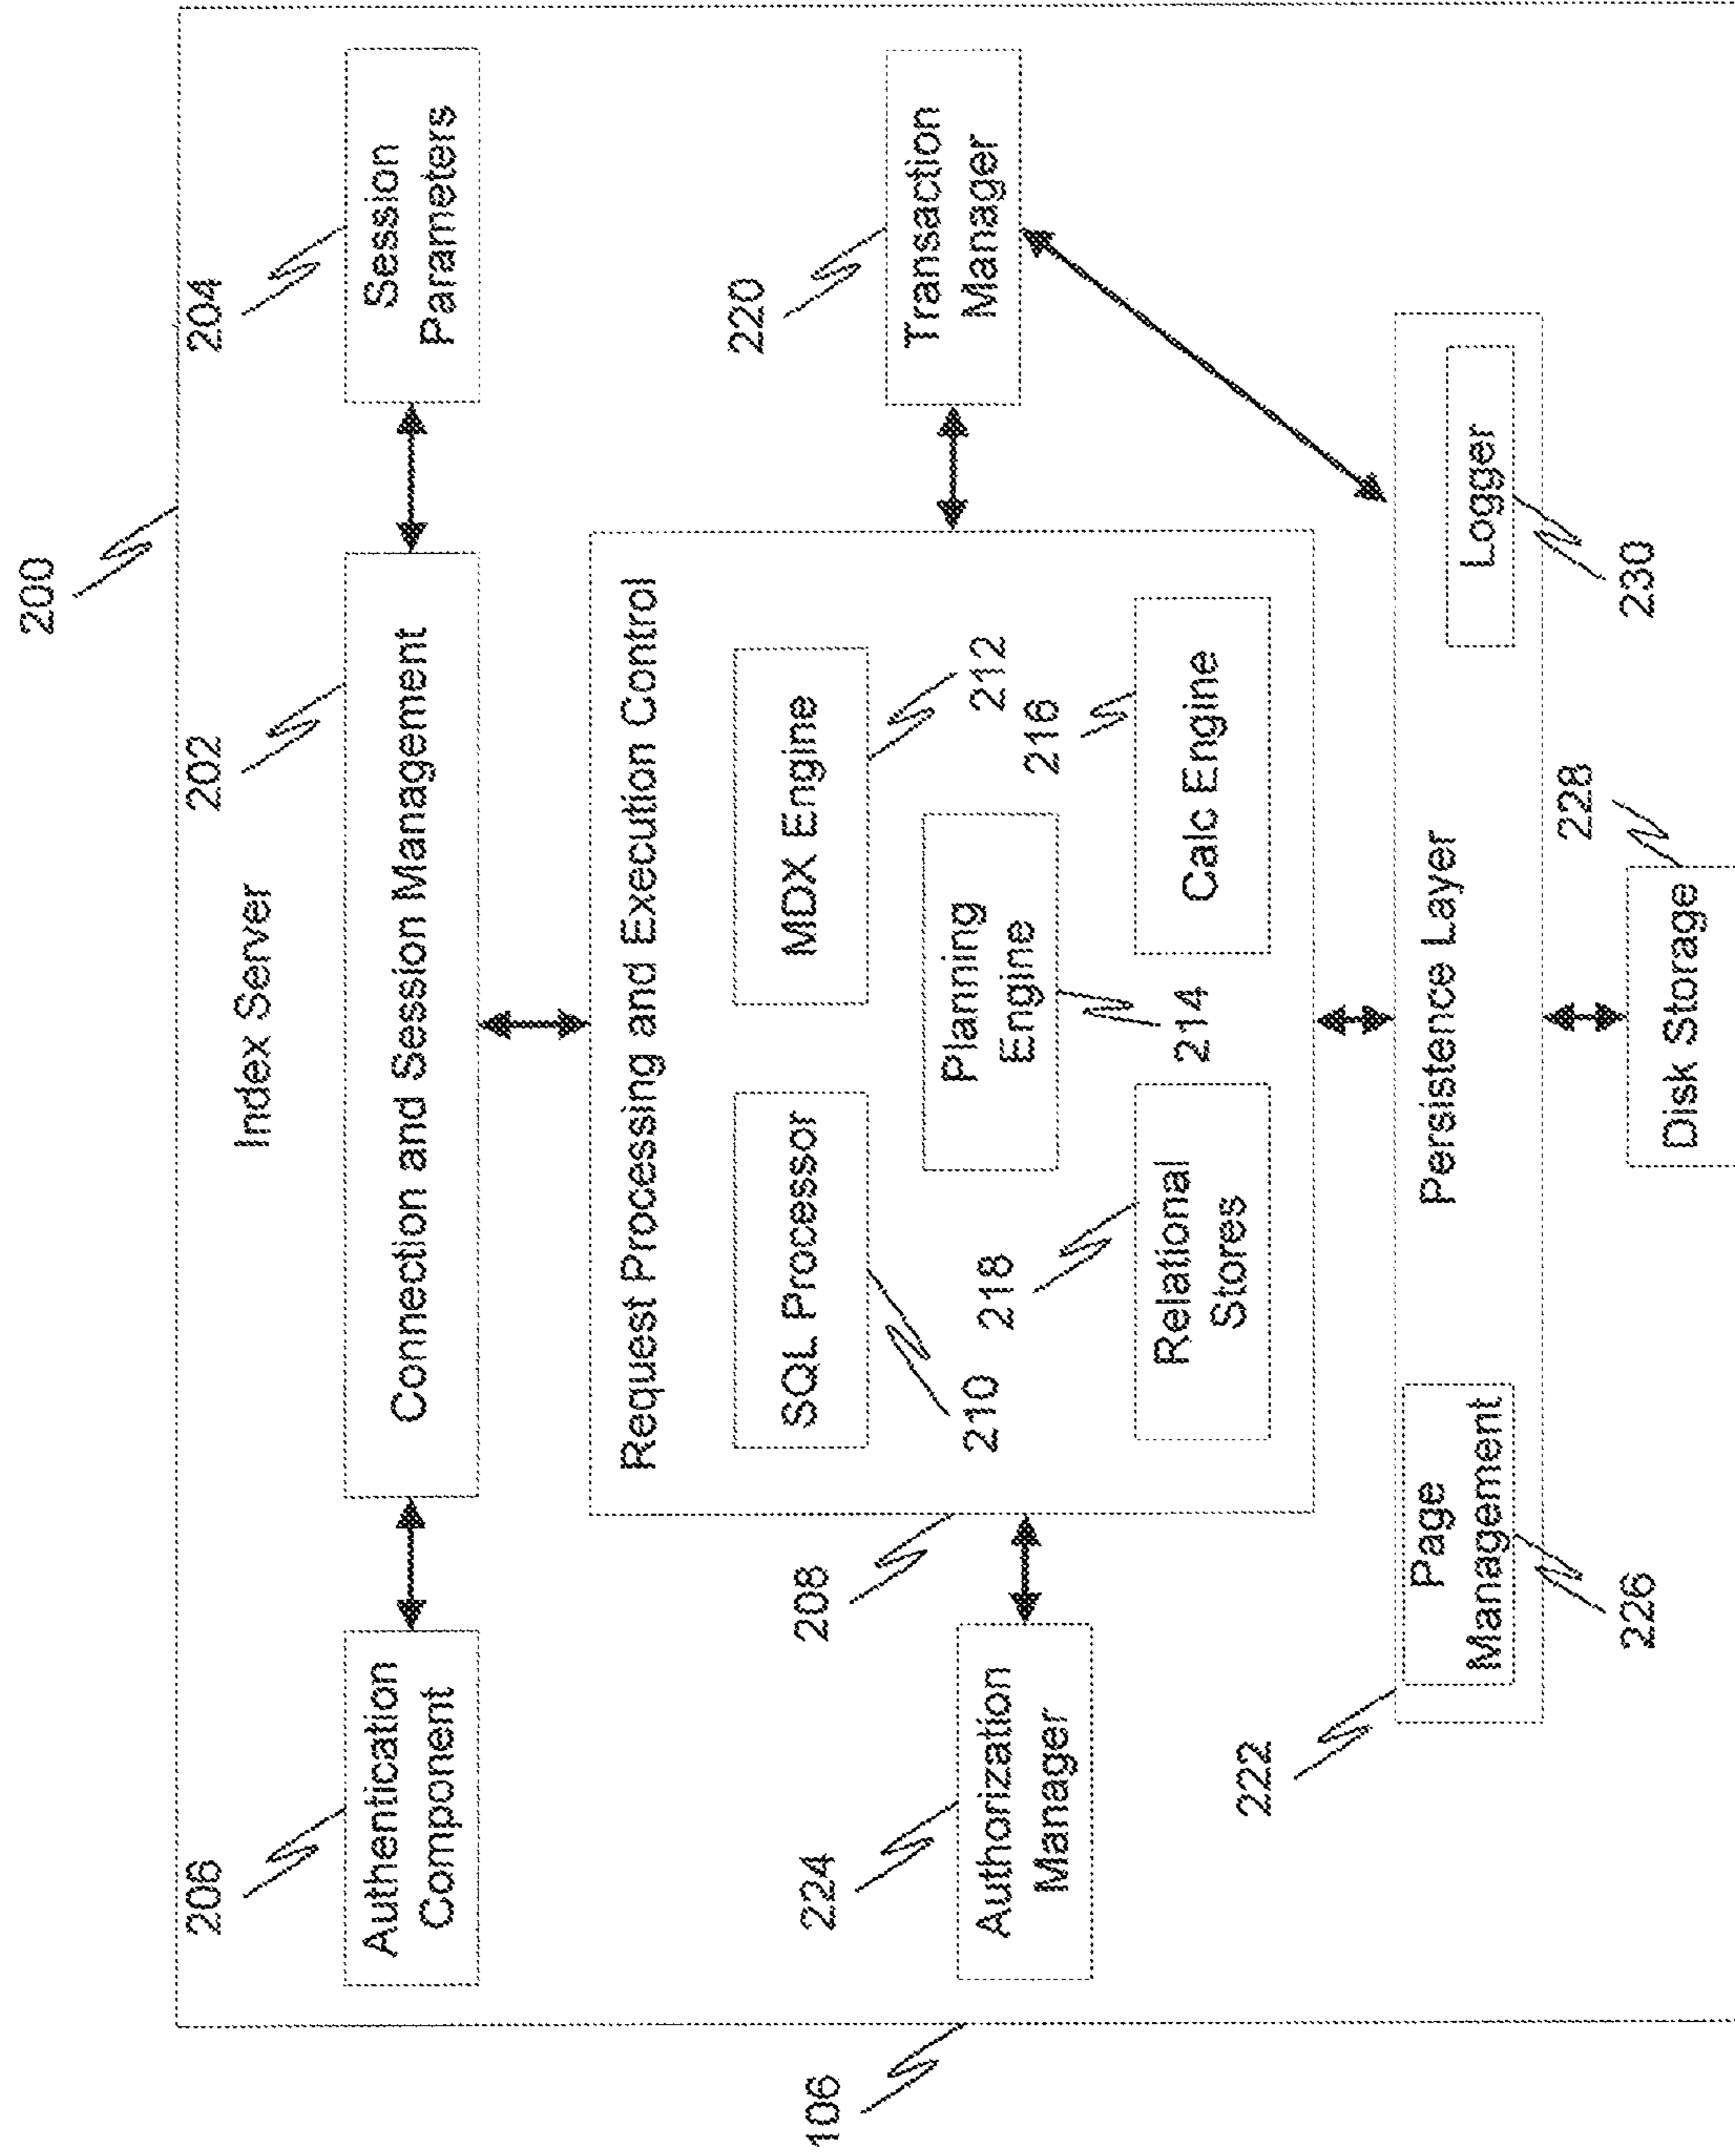 200
Index Server
206
202
204
Authentication
Component
Connection and Session Management
Session
Parameters
Request Processing and Execution Control
220
Transaction
Manager
SQL Processor
MDX Engine
210
212
Planning
Engine
214
218
216
Relational
Stores
Calc Engine
208
224
Authorization
Manager
106
222
Persistence Layer
Page
Management
Logger
226
230
228
Disk Storage